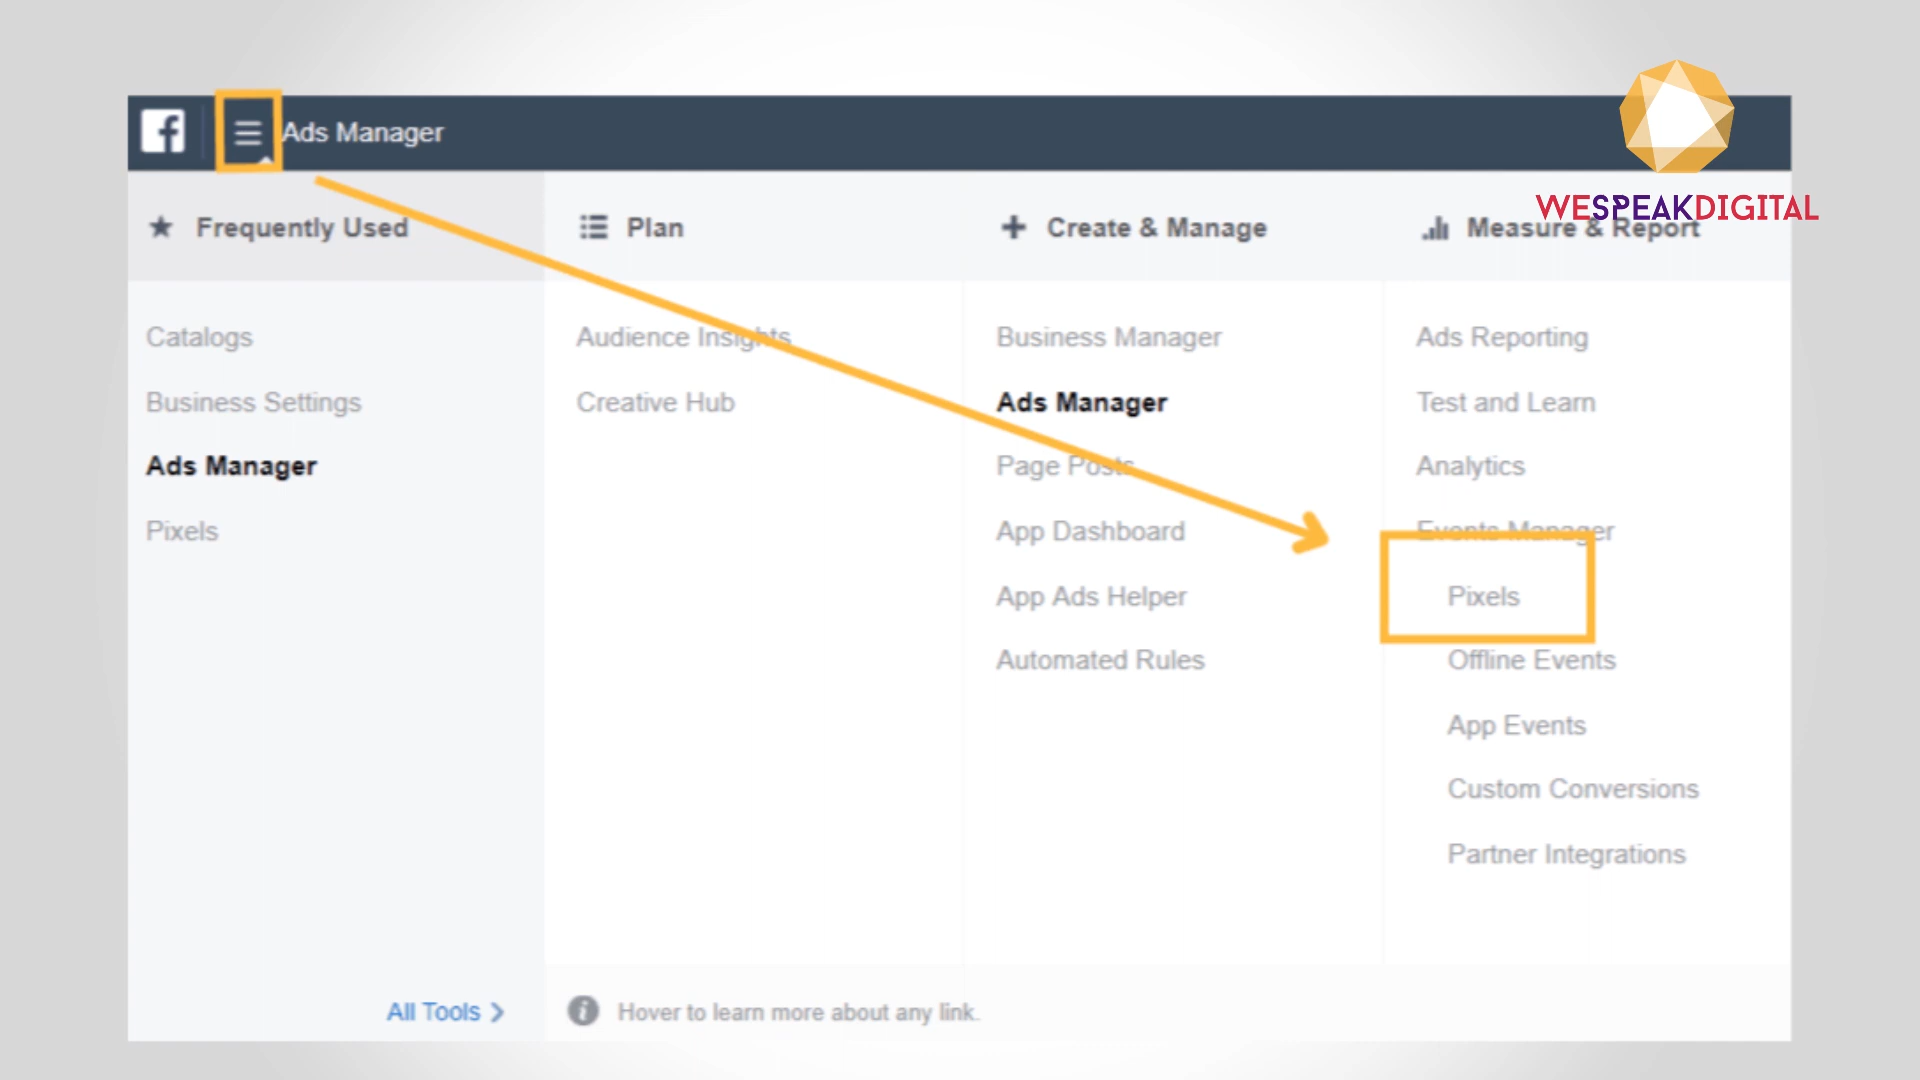 Ads Manager
WESPEAKDIGITAL
Frequently Used
Catalogs
Business Settings
Ads Manager
Pixels
All Tools
Plan
Audience Insights
Creative Hub
Create & Manage
Business Manager
Ads Manager
Page Posts
App Dashboard
App Ads Helper
Automated Rules
Measure & Report
Ads Reporting
Test and Learn
Analytics
Events Manager
Pixels
Offline Events
App Events
Custom Conversions
Partner Integrations
Hover to learn more about any link.